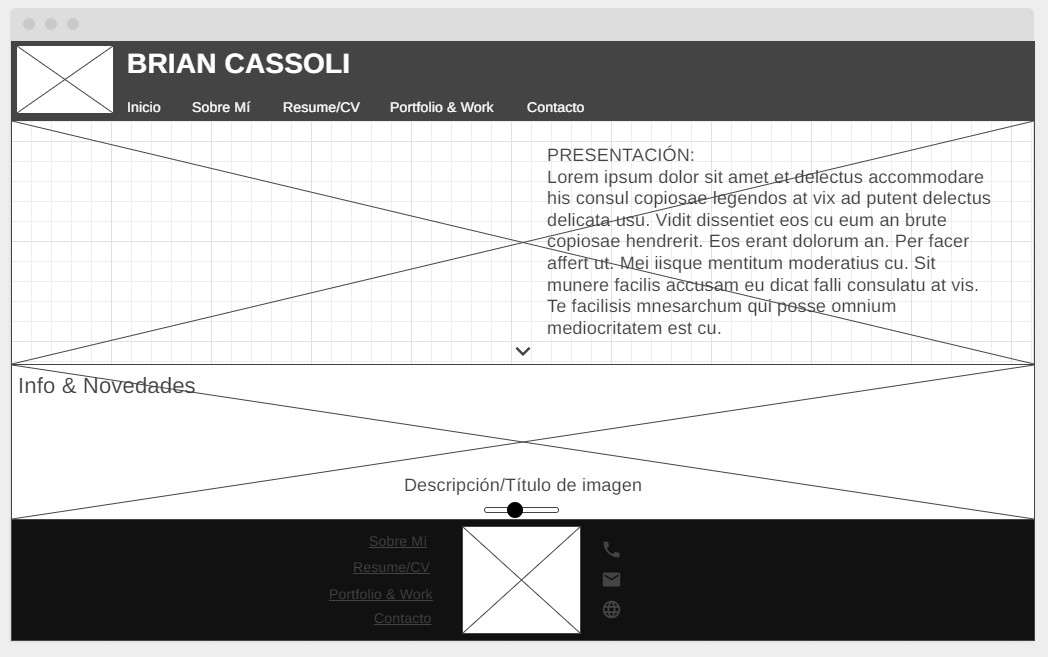 BRIAN CASSOLI
Inicio Sobre Mí Resume/CV Portfolio & Work Contacto
PRESENTACIÓN:
Lorem ipsum dolor sit amet et delectus accommodare
his consul copiosae legendos at vix ad putent delectus
delicata usu. Vidit dissentiet eos cu eum an brute
copiosae hendrerit. Eos erant dolorum an. Per facer
affert ut. Mei iisque mentitum moderatius cu. Sit
munere facilis accusam eu dicat falli consulatu at vis.
Te facilisis mnesarchum qui posse omnium
mediocritatem est cu.
Info & Novedades
Descripción/Título de imagen
Sobre Mí
Resume/CV
Portfolio & Work
Contacto